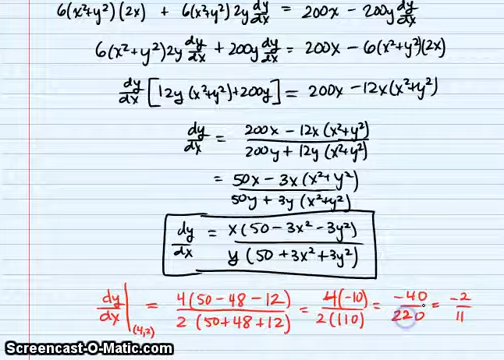 6(x²+y²)(2x) + 6(x²+y²)2y dy/dx = 200x - 200y dy/dx
6(x²+y²)2y dy/dx + 200y dy/dx = 200x - 6(x²+y²)(2x)
dy/dx [12y(x²+y²)+200y] = 200x - 12x(x²+y²)
dy/dx = 200x - 12x(x²+y²) / 200y + 12y(x²+y²)
= 50x - 3x(x²+y²) / 50y + 3y(x²+y²)
dy/dx = x(50 - 3x² - 3y²) / y(50 + 3x² + 3y²)
dy/dx |(4,2) = 4(50 - 48 - 12) / 2(50 + 48 + 12) = 4(-10) / 2(110) = -40 / 220 = -2 / 11
Screencast-O-Matic.com